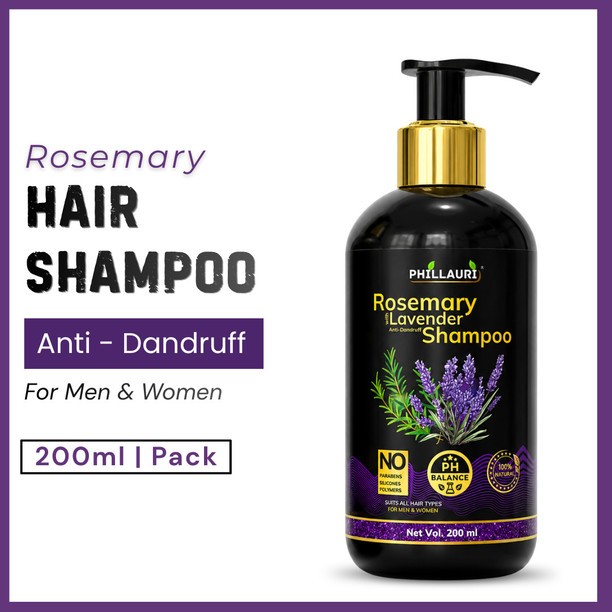 Rosemary
HAIR
SHAMPOO
Anti - Dandruff
For Men & Women
200ml | Pack
PHILLAURI
Rosemary
with Lavender
Anti-Dandruff Shampoo
NO
PARABENS
SILICONES
POLYMERS
PH
BALANCE
100%
NATURAL
SUITS ALL HAIR TYPES
FOR MEN & WOMEN
Net Vol. 200 ml